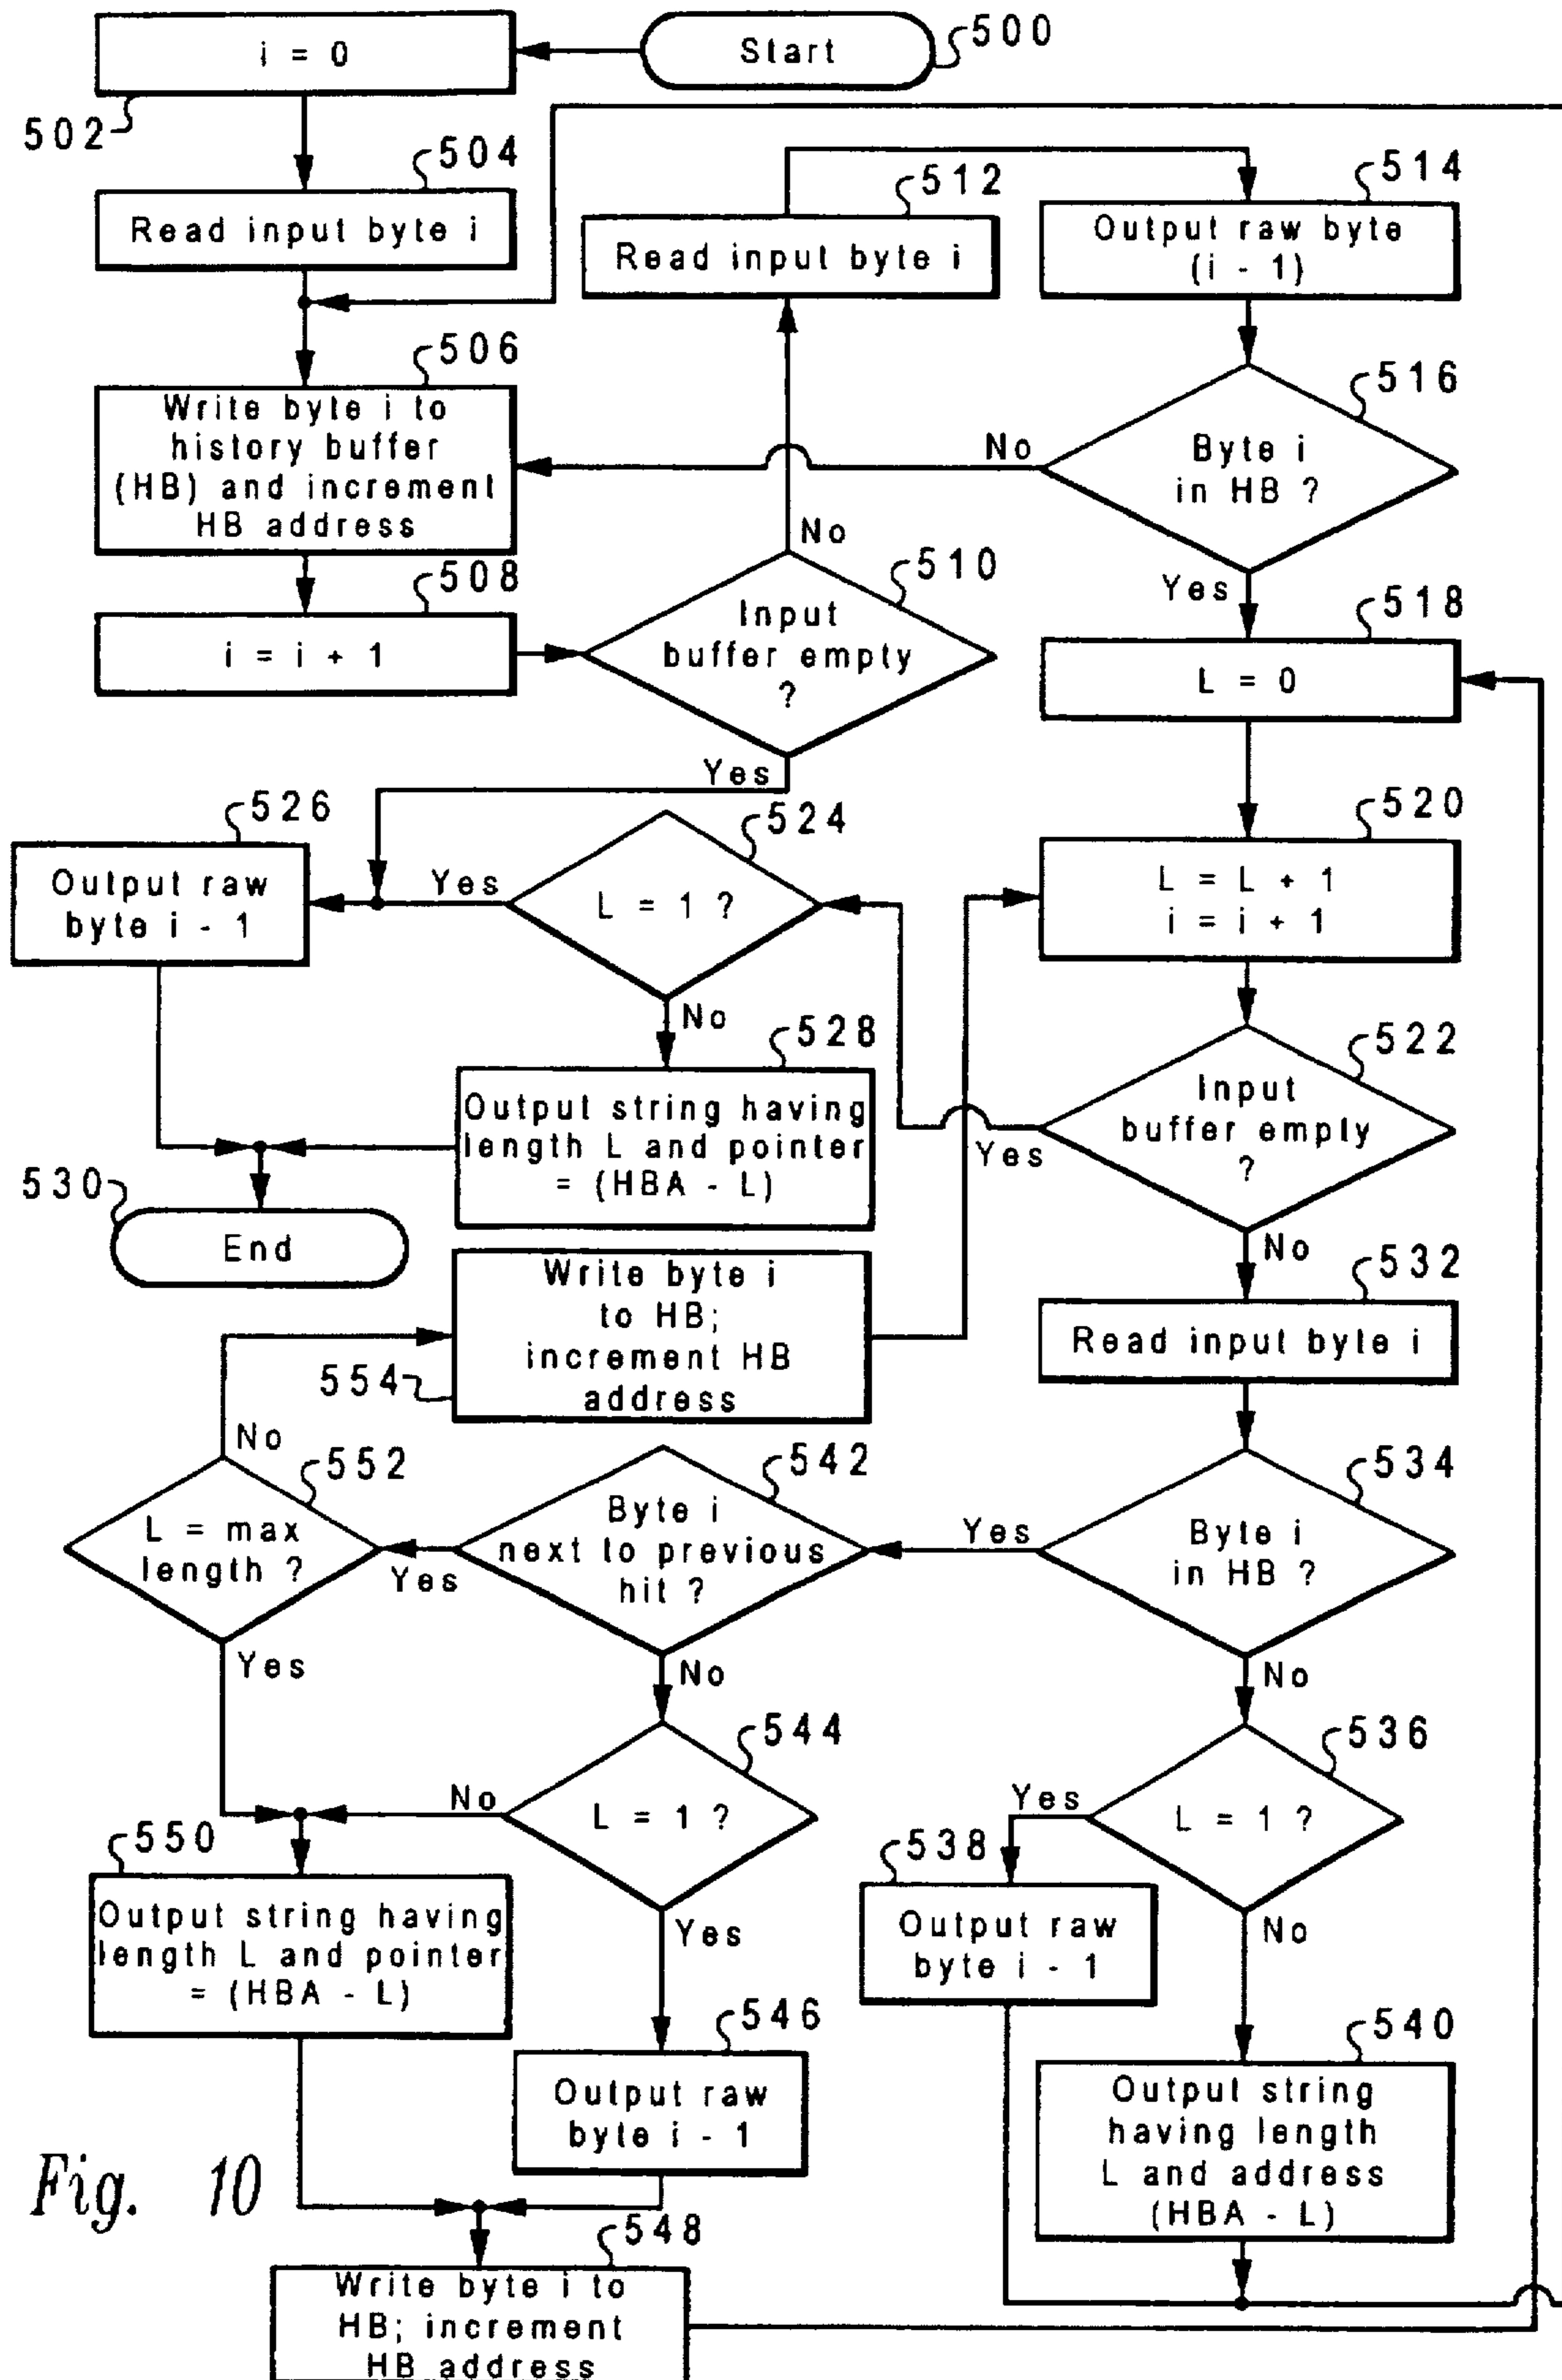 i = 0
502
Start
500
504
Read input byte i
512
Read input byte i
514
Output raw byte
(i - 1)
506
Write byte i to
history buffer
(HB) and increment
HB address
516
Byte i
in HB ?
No
Yes
508
i = i + 1
510
Input
buffer empty
?
No
Yes
518
L = 0
520
L = L + 1
i = i + 1
526
Output raw
byte i - 1
524
L = 1 ?
Yes
No
522
Input
buffer empty
?
Yes
No
528
Output string having
length L and pointer
= (HBA - L)
530
End
532
Read input byte i
554
Write byte i
to HB;
increment HB
address
552
L = max
length ?
No
Yes
542
Byte i
next to previous
hit ?
Yes
No
534
Byte i
in HB ?
Yes
No
544
L = 1 ?
No
Yes
536
L = 1 ?
Yes
No
550
Output string having
length L and pointer
= (HBA - L)
538
Output raw
byte i - 1
546
Output raw
byte i - 1
540
Output string
having length
L and address
(HBA - L)
Fig. 10
548
Write byte i to
HB; increment
HB address